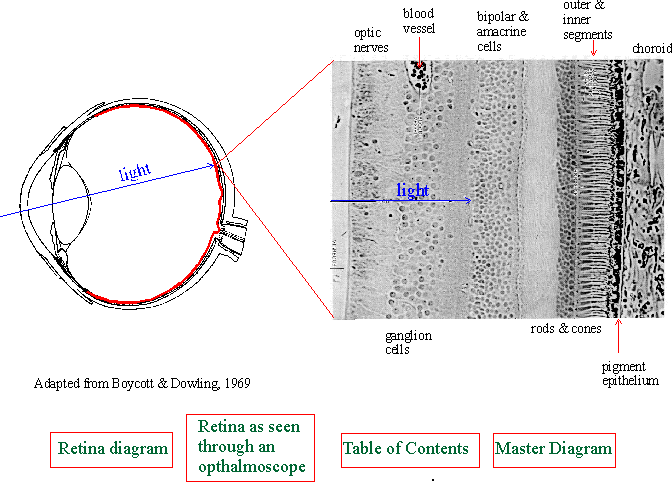 optic
nerves
blood
vessel
bipolar &
amacrine
cells
outer &
inner
segments
choroid
light
light
ganglion
cells
rods & cones
pigment
epithelium
Adapted from Boycott & Dowling, 1969
Retina diagram
Retina as seen
through an
opthalmoscope
Table of Contents
Master Diagram